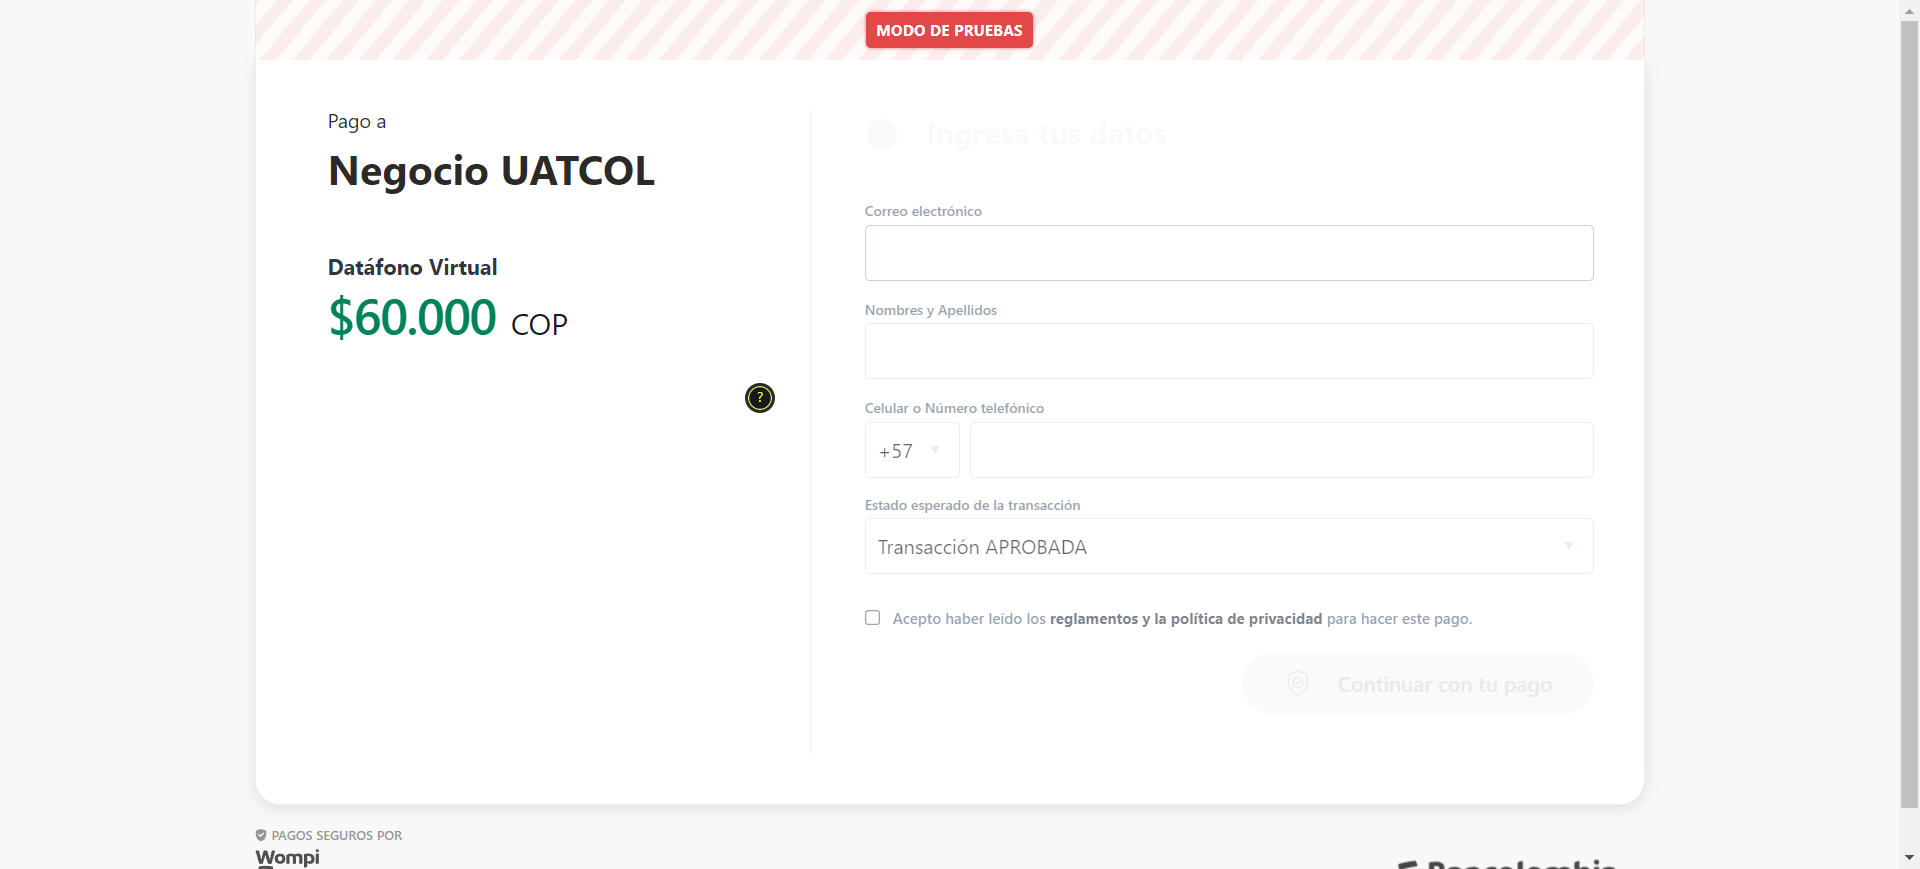 MODO DE PRUEBAS
Pago a
Negocio UATCOL
Datáfono Virtual
$60.000 COP
?
Ingresa tus datos
Correo electrónico
Nombres y Apellidos
Celular o Número telefónico
+57
Estado esperado de la transacción
Transacción APROBADA
Acepto haber leído los reglamentos y la política de privacidad para hacer este pago.
Continuar con tu pago
PAGOS SEGUROS POR
Wompi